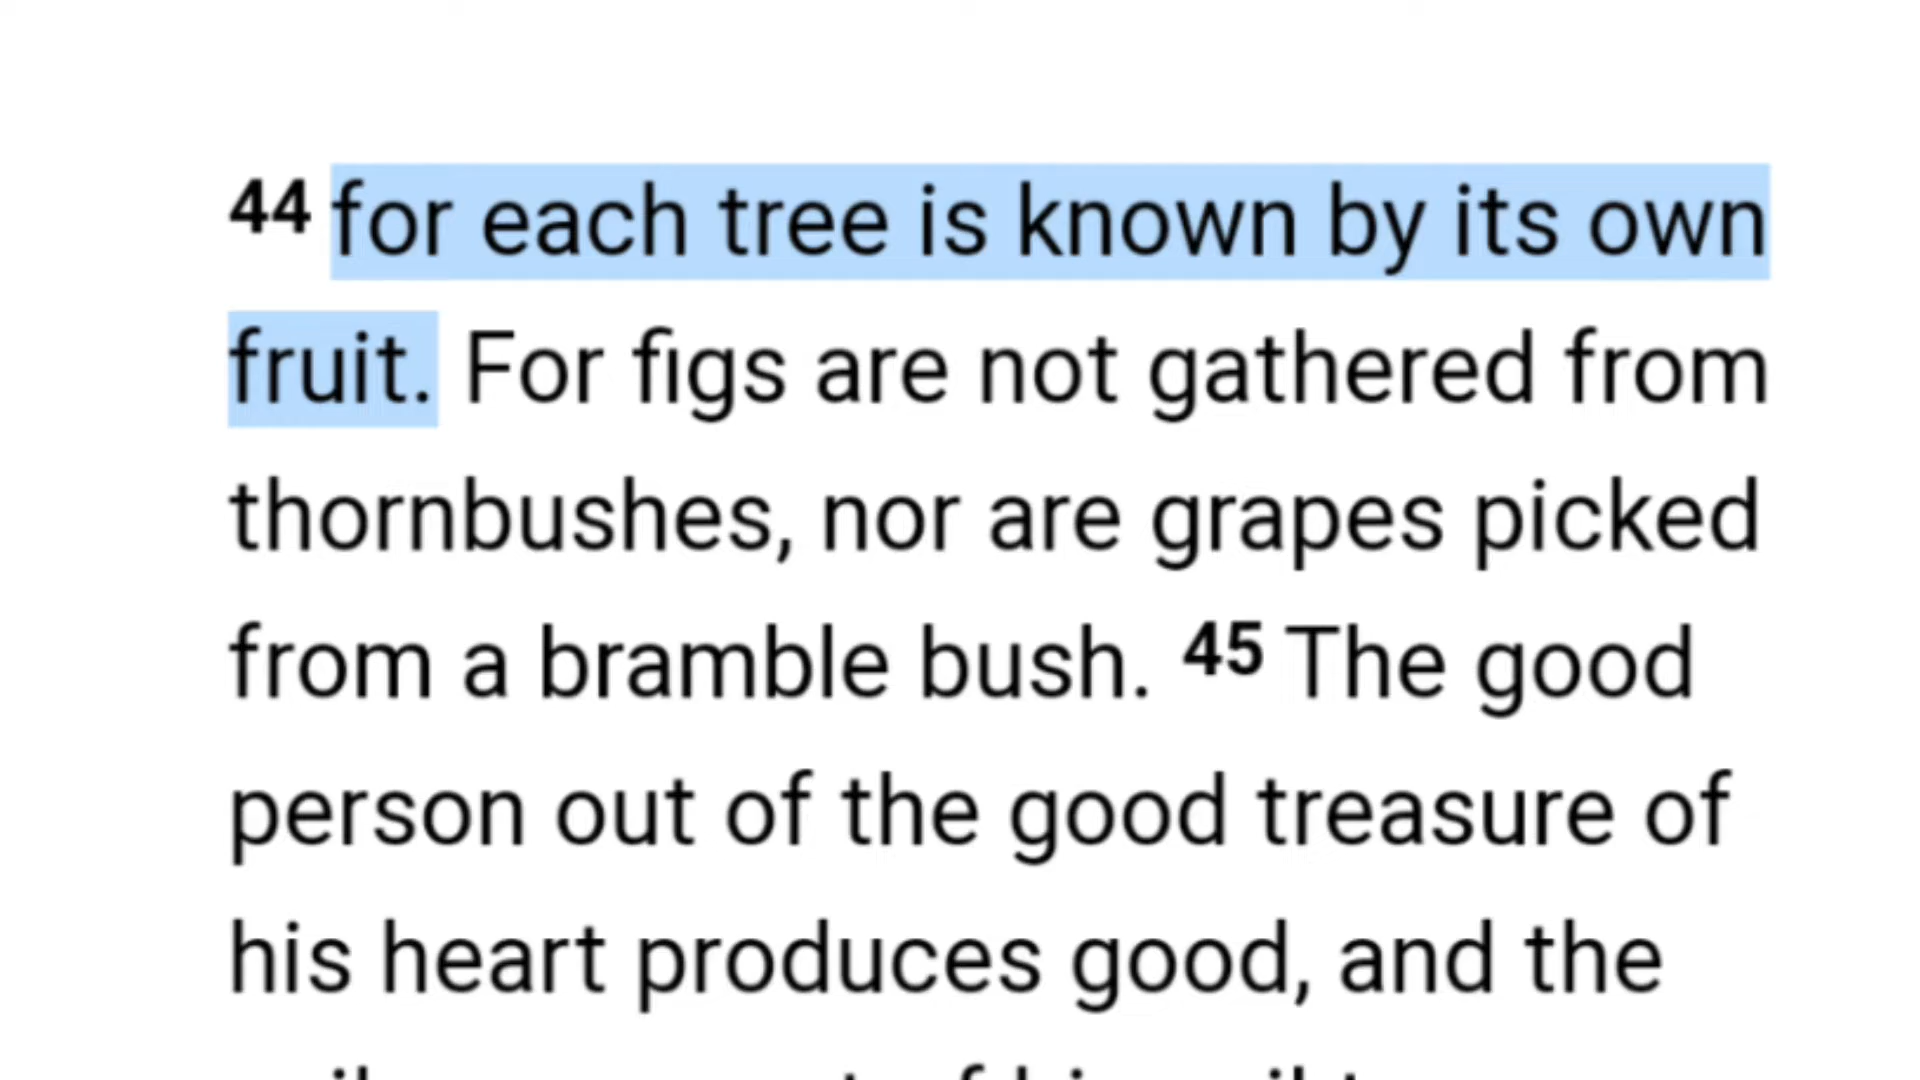 44 for each tree is known by its own
fruit. For figs are not gathered from
thornbushes, nor are grapes picked
from a bramble bush. 45 The good
person out of the good treasure of
his heart produces good, and the